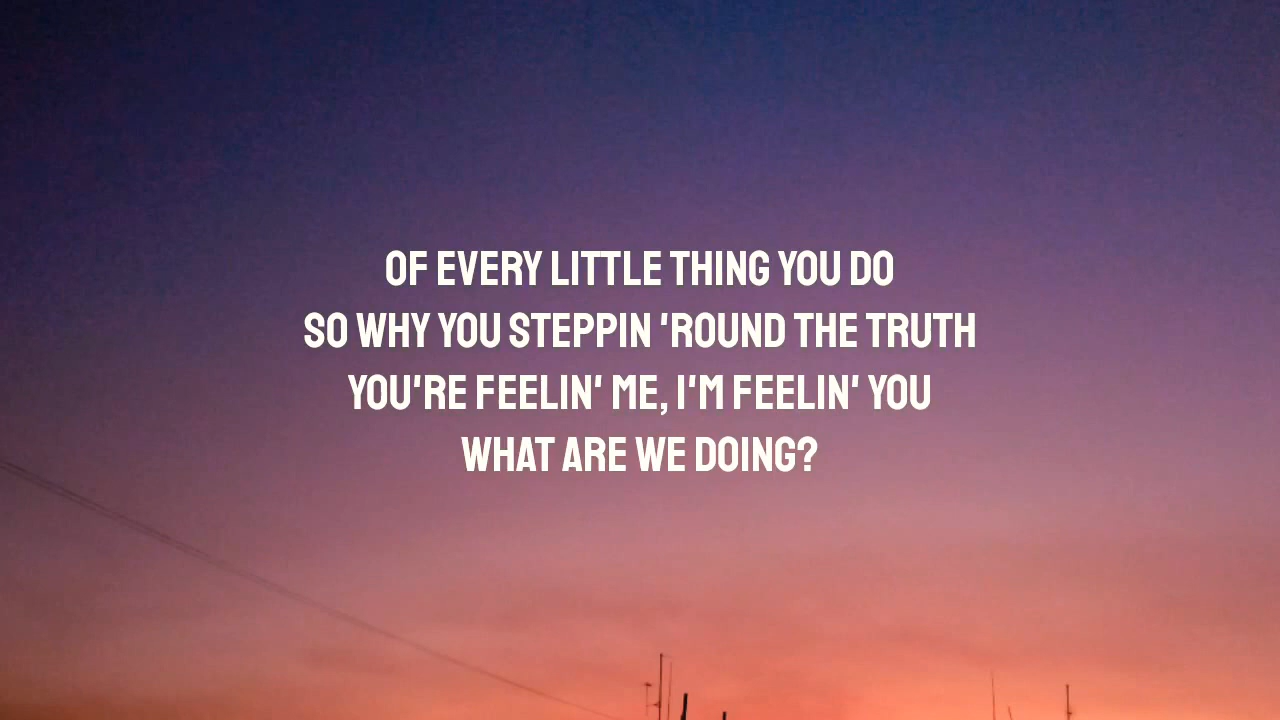 OF EVERY LITTLE THING YOU DO
SO WHY YOU STEPPIN 'ROUND THE TRUTH
YOU'RE FEELIN' ME, I'M FEELIN' YOU
WHAT ARE WE DOING?